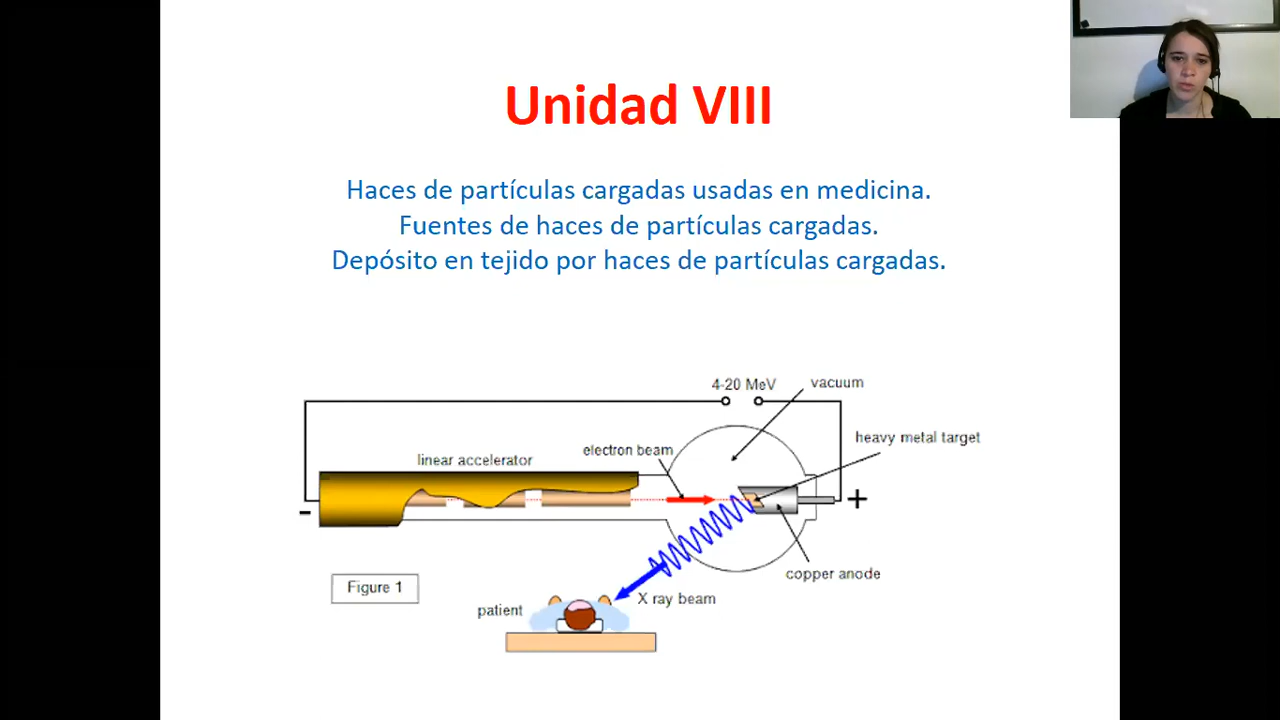 Unidad VIII
Haces de partículas cargadas usadas en medicina.
Fuentes de haces de partículas cargadas.
Depósito en tejido por haces de partículas cargadas.
4-20 MeV
vacuum
heavy metal target
electron beam
linear accelerator
-
+
copper anode
Figure 1
X ray beam
patient